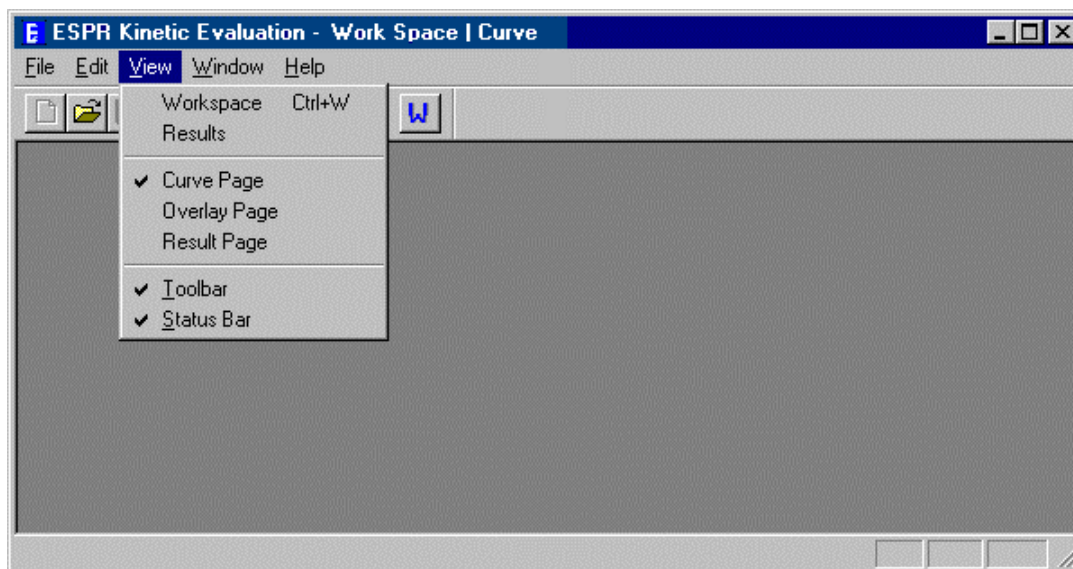 E ESPR Kinetic Evaluation - Work Space | Curve
File Edit View Window Help
W
Workspace Ctrl+W
Results
Curve Page
Overlay Page
Result Page
Toolbar
Status Bar